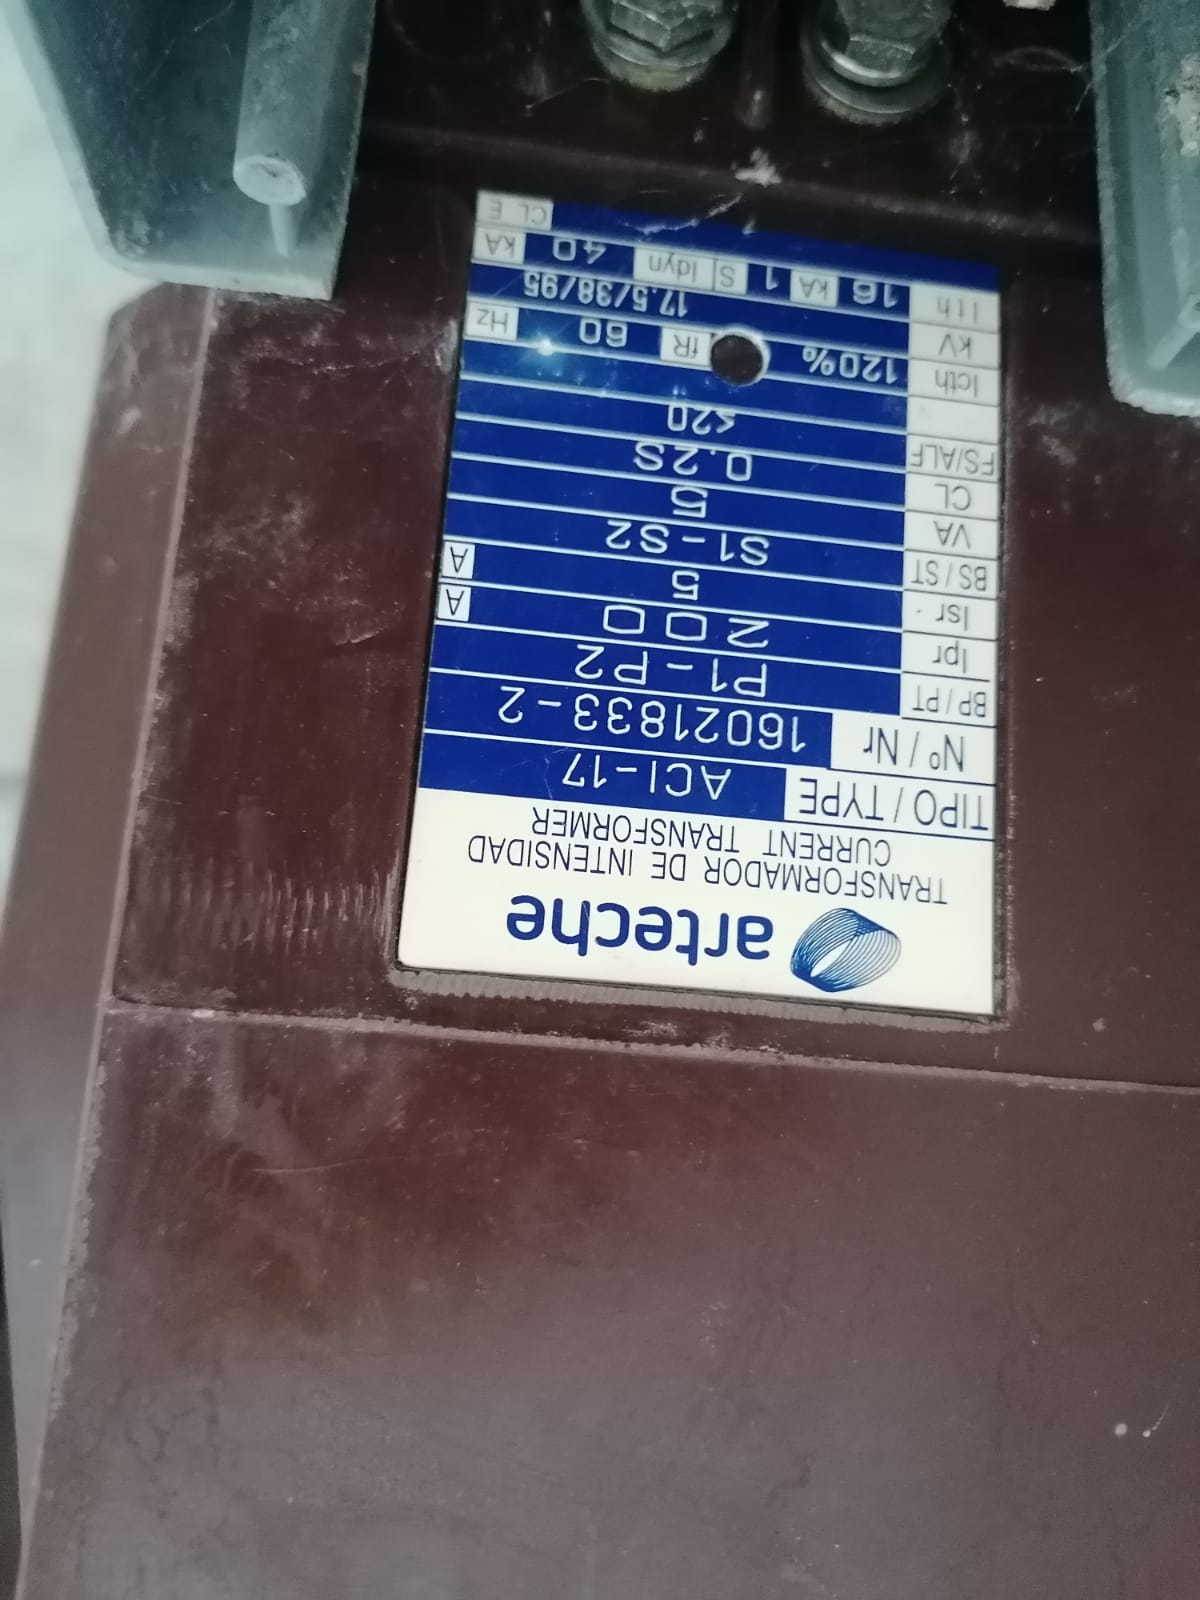 arteche
TRANSFORMADOR DE INTENSIDAD
CURRENT TRANSFORMER
TIPO / TYPE ACI-17
Nº / Nr 16021833-2
BP / PT P1-P2
Ipr 200 A
Isr 5 A
BS / ST S1-S2
VA 5
CL 0.2S
FS/ALF <20
Icth 120% fR 60 Hz
kV 17.5/38/95
Ith 16 kA 1 S Idyn 40 kA
CL E